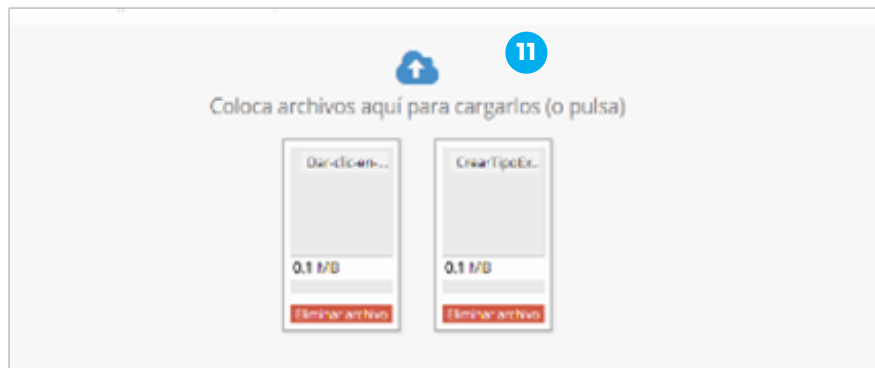 11
Coloca archivos aquí para cargarlos (o pulsa)
Dar-clic-en-... CrearTipoEx...
0.1 MB 0.1 MB
Eliminar archivo Eliminar archivo